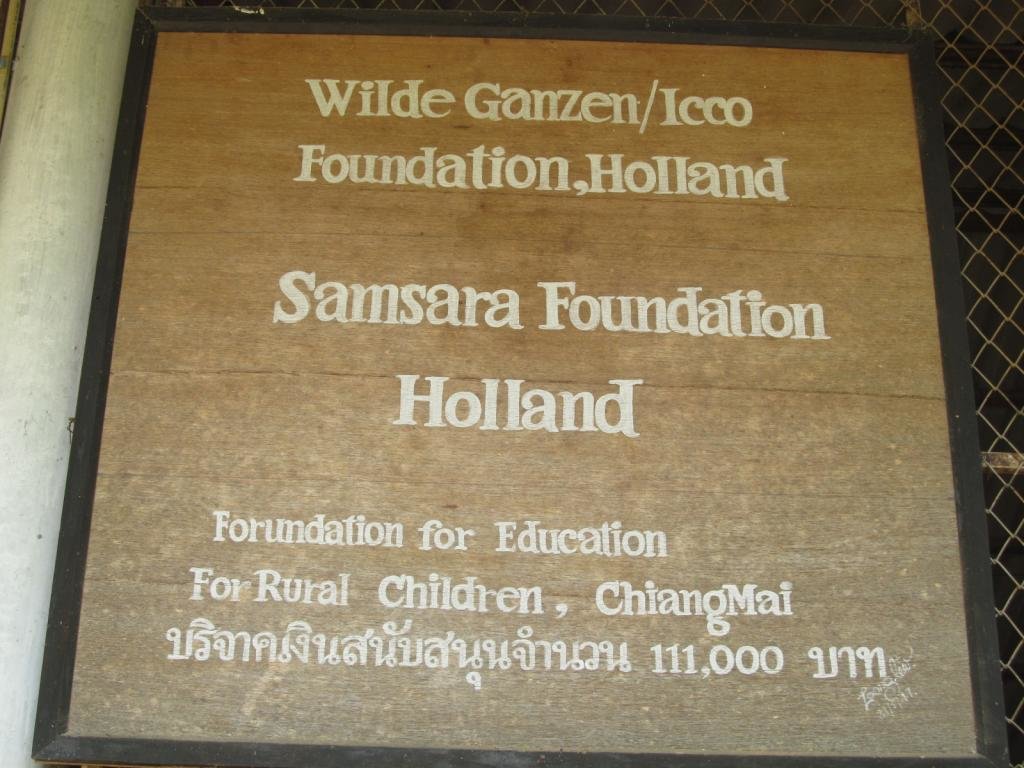 Wilde Ganzen/Icco
Foundation,Holland
Samsara Foundation
Holland
Forundation for Education
For Rural Children, ChiangMai
บริจาคเงินสนับสนุนจำนวน 111,000 บาท